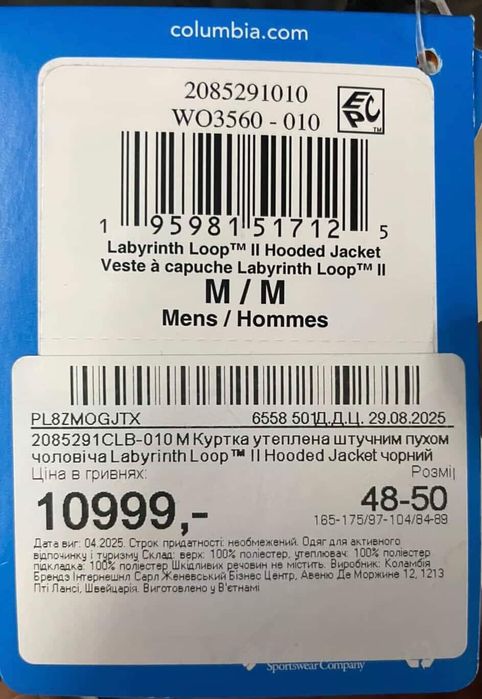 columbia.com
2085291010
WO3560 - 010
EPC™
1 95981 51712 5
Labyrinth Loop™ II Hooded Jacket
Veste à capuche Labyrinth Loop™ II
M / M
Mens / Hommes
PL8ZMOGJTX 6558 501Д.Д.Ц. 29.08.2025
2085291CLB-010 M Куртка утеплена штучним пухом
чоловіча Labyrinth Loop™ II Hooded Jacket чорний
Ціна в гривнях: Розмі
10999,- 48-50
165-175/97-104/84-89
Дата виг: 04.2025. Строк придатності: необмежений. Одяг для активного
відпочинку і туризму Склад: верх: 100% поліестер, утеплювач: 100% поліестер
підкладка: 100% поліестер Шкідливих речовин не містить. Виробник: Коламбія
Брендз Інтернешнл Сарл Женевський Бізнес Центр, Авеню Де Моржине 12, 1213
Пті Лансі, Швейцарія. Виготовлено у В'єтнамі
Sportswear Company